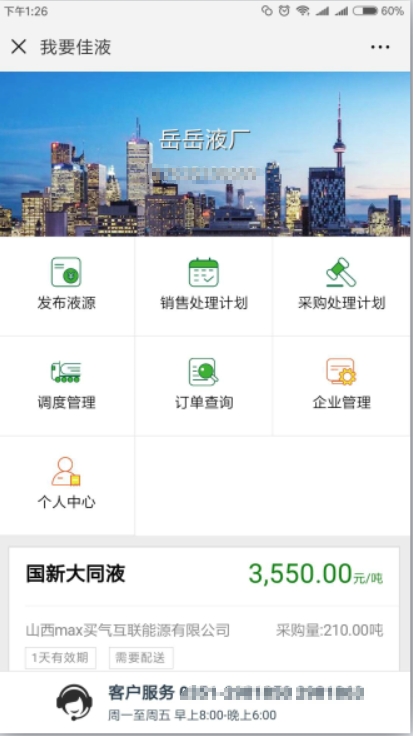 下午1:26
60%
我要佳液
岳岳液厂
发布液源
销售处理计划
采购处理计划
调度管理
订单查询
企业管理
个人中心
国新大同液
3,550.00元/吨
山西max买气互联能源有限公司
采购量:210.00吨
1天有效期
需要配送
客户服务
周一至周五 早上8:00-晚上6:00